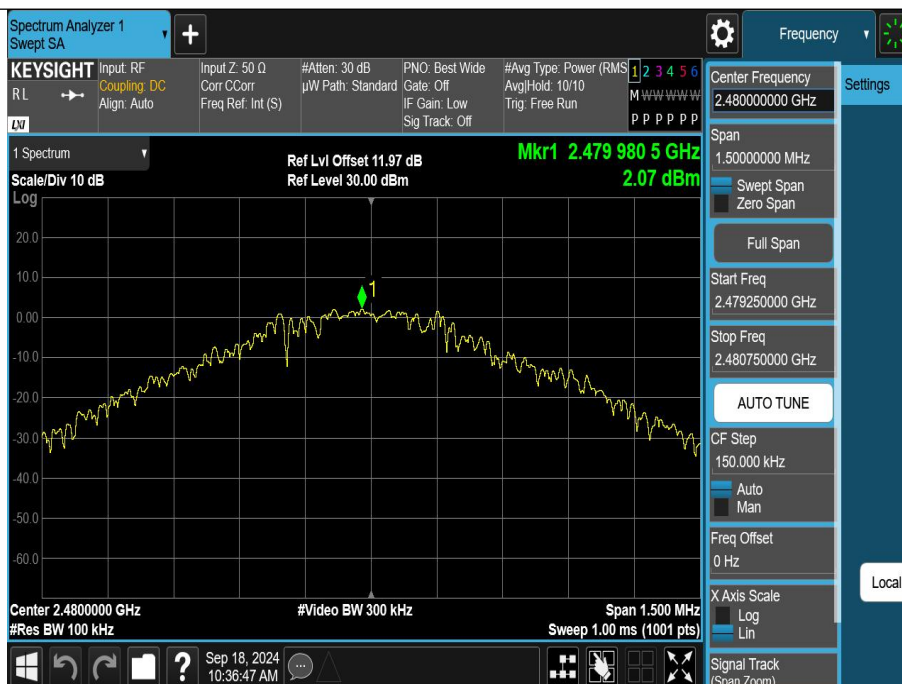 Spectrum Analyzer 1
Swept SA
+
Frequency
KEYSIGHT
R L
LXI
Input: RF
Coupling: DC
Align: Auto
Input Z: 50 Ω
Corr CCorr
Freq Ref: Int (S)
#Atten: 30 dB
µW Path: Standard
PNO: Best Wide
Gate: Off
IF Gain: Low
Sig Track: Off
#Avg Type: Power (RMS
Avg|Hold: 10/10
Trig: Free Run
1 2 3 4 5 6
M W W W W W
P P P P P P
1 Spectrum
Scale/Div 10 dB
Log
Ref Lvl Offset 11.97 dB
Ref Level 30.00 dBm
Mkr1 2.479 980 5 GHz
2.07 dBm
20.0
10.0
0.00
-10.0
-20.0
-30.0
-40.0
-50.0
-60.0
1
Center 2.4800000 GHz
#Res BW 100 kHz
#Video BW 300 kHz
Span 1.500 MHz
Sweep 1.00 ms (1001 pts)
?
Sep 18, 2024
10:36:47 AM
Center Frequency
2.480000000 GHz
Span
1.50000000 MHz
Swept Span
Zero Span
Full Span
Start Freq
2.479250000 GHz
Stop Freq
2.480750000 GHz
AUTO TUNE
CF Step
150.000 kHz
Auto
Man
Freq Offset
0 Hz
X Axis Scale
Log
Lin
Signal Track
(Span Zoom)
Settings
Local